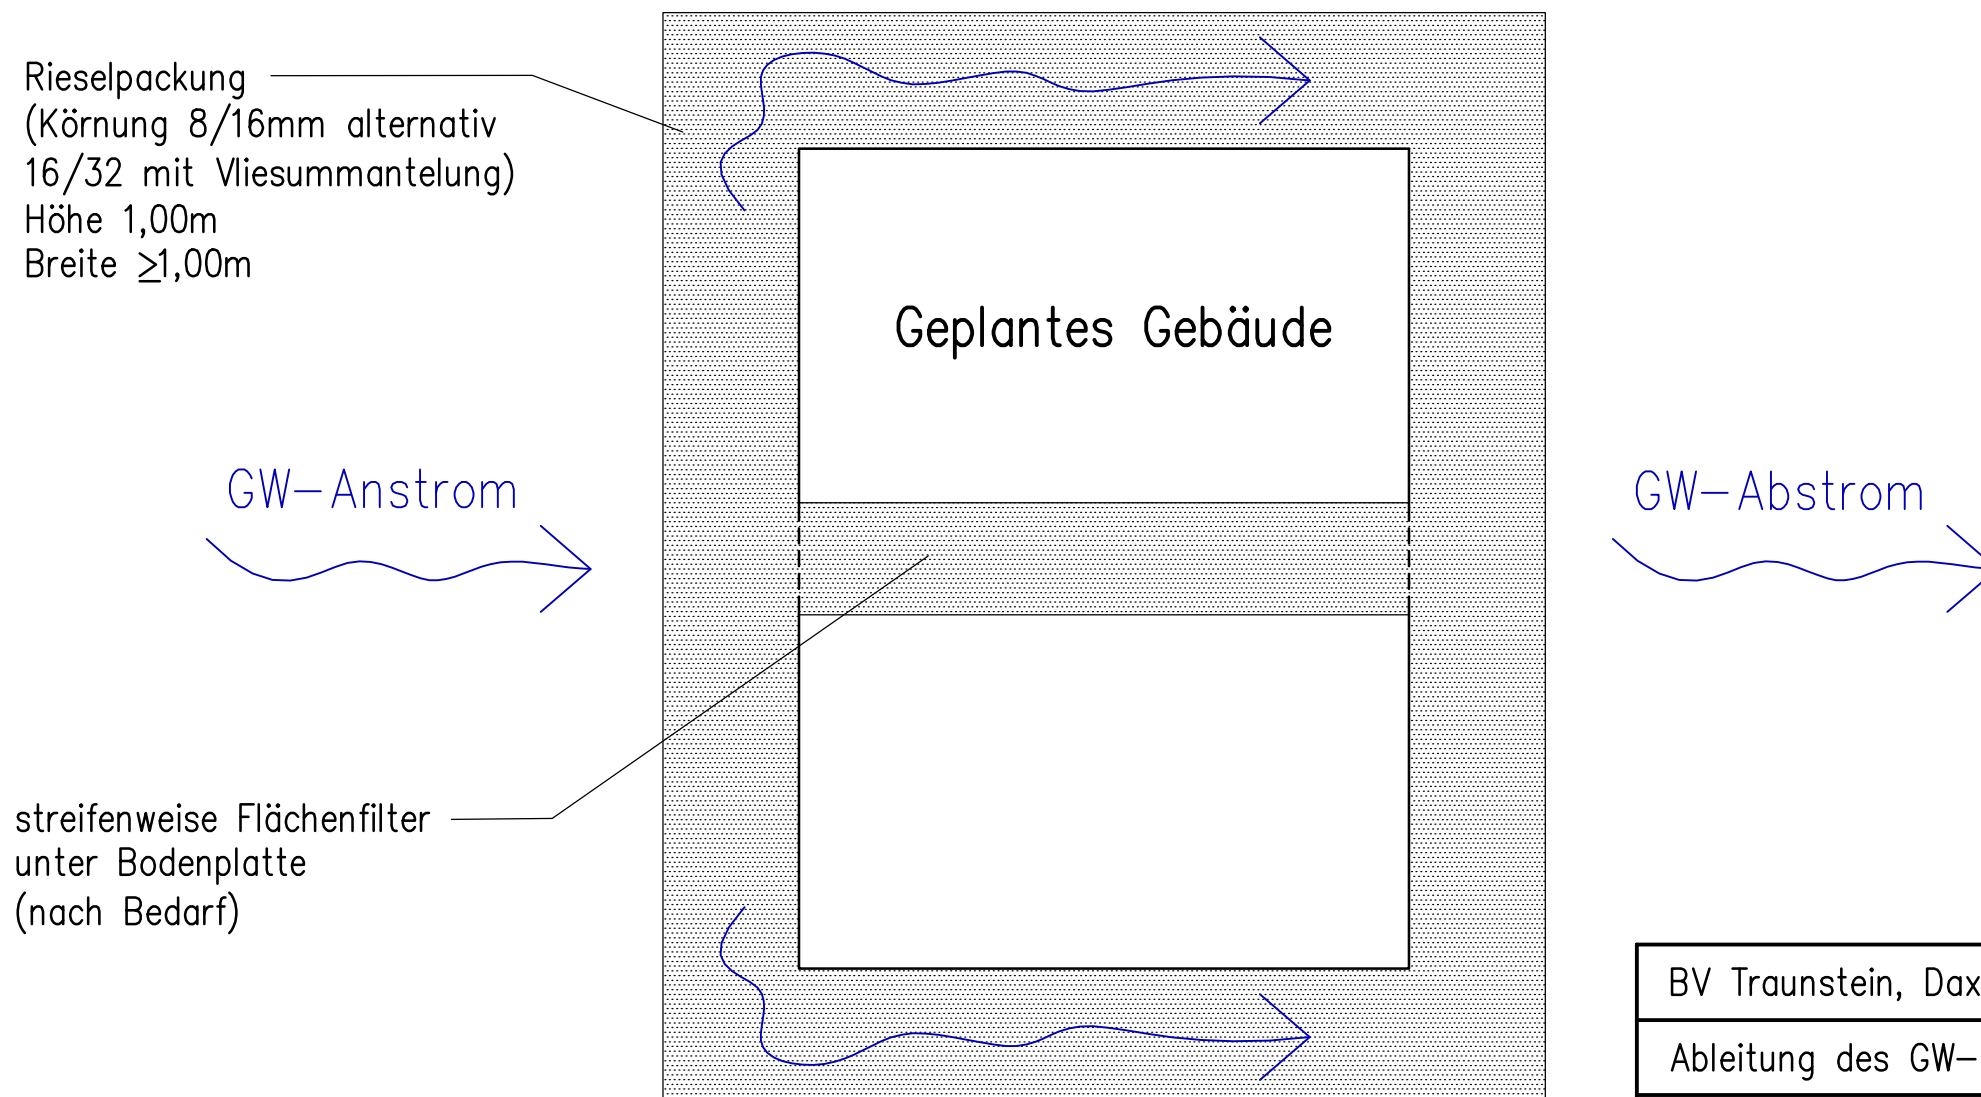 Rieselpackung
(Körnung 8/16mm alternativ
16/32 mit Vliesummantelung)
Höhe 1,00m
Breite ≥1,00m
Geplantes Gebäude
GW-Anstrom
GW-Abstrom
streifenweise Flächenfilter
unter Bodenplatte
(nach Bedarf)
BV Traunstein, Dax
Ableitung des GW-